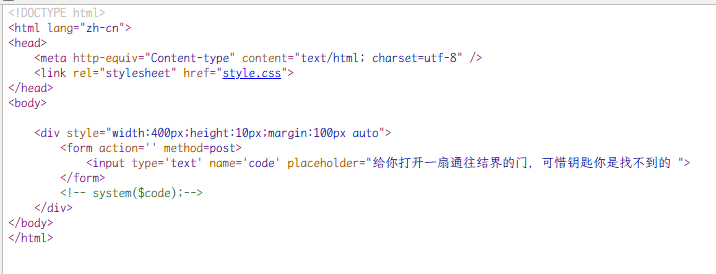 <!DOCTYPE html>
<html lang="zh-cn">
<head>
    <meta http-equiv="Content-type" content="text/html; charset=utf-8" />
    <link rel="stylesheet" href="style.css">
</head>
<body>
    <div style="width:400px;height:10px;margin:100px auto">
        <form action='' method=post>
            <input type='text' name='code' placeholder="给你打开一扇通往结界的门，可惜钥匙你是找不到的 ">
        </form>
        <!-- system($code);-->
    </div>
</body>
</html>